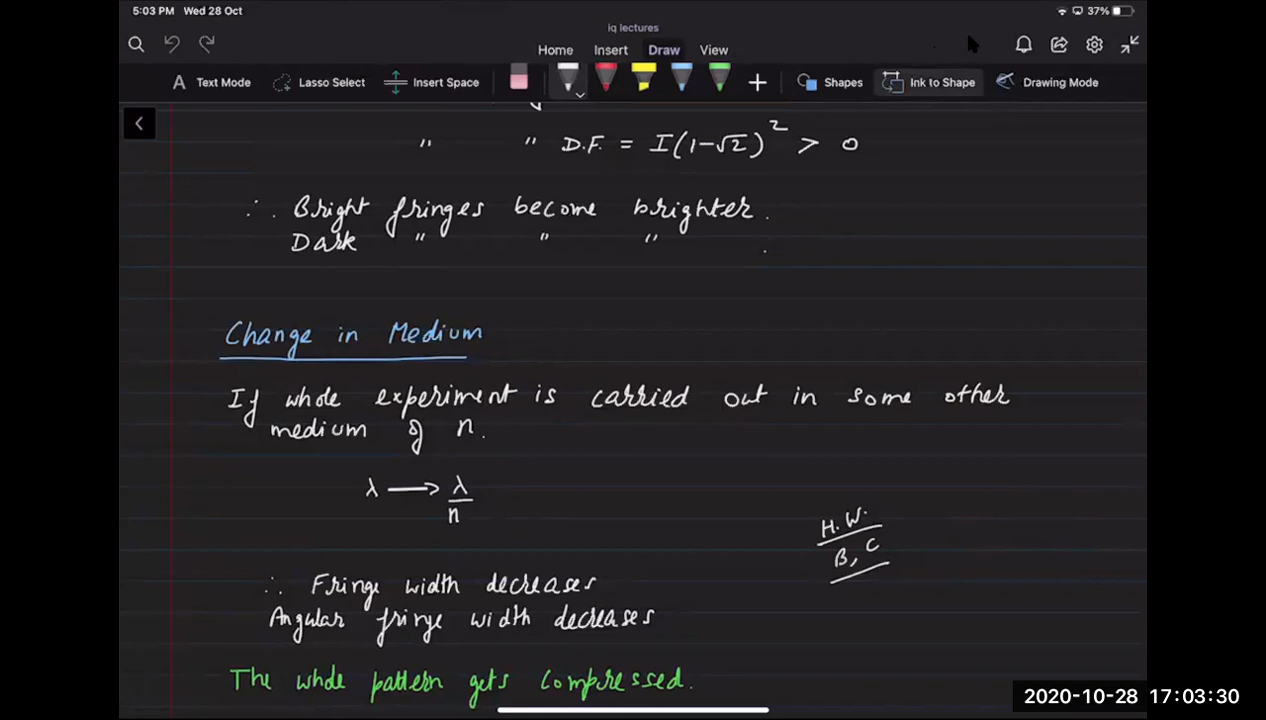 5:03 PM Wed 28 Oct
37%
iq lectures
Home Insert Draw View
Text Mode Lasso Select Insert Space Shapes Ink to Shape Drawing Mode
" " D.F. = I(1-√2)² > 0
∴ Bright fringes become brighter.
Dark " " " .
Change in Medium
If whole experiment is carried out in some other
medium of n.
λ → λ/n
H.W.
B, C
∴ Fringe width decreases
Angular fringe width decreases
The whole pattern gets compressed.
2020-10-28 17:03:30